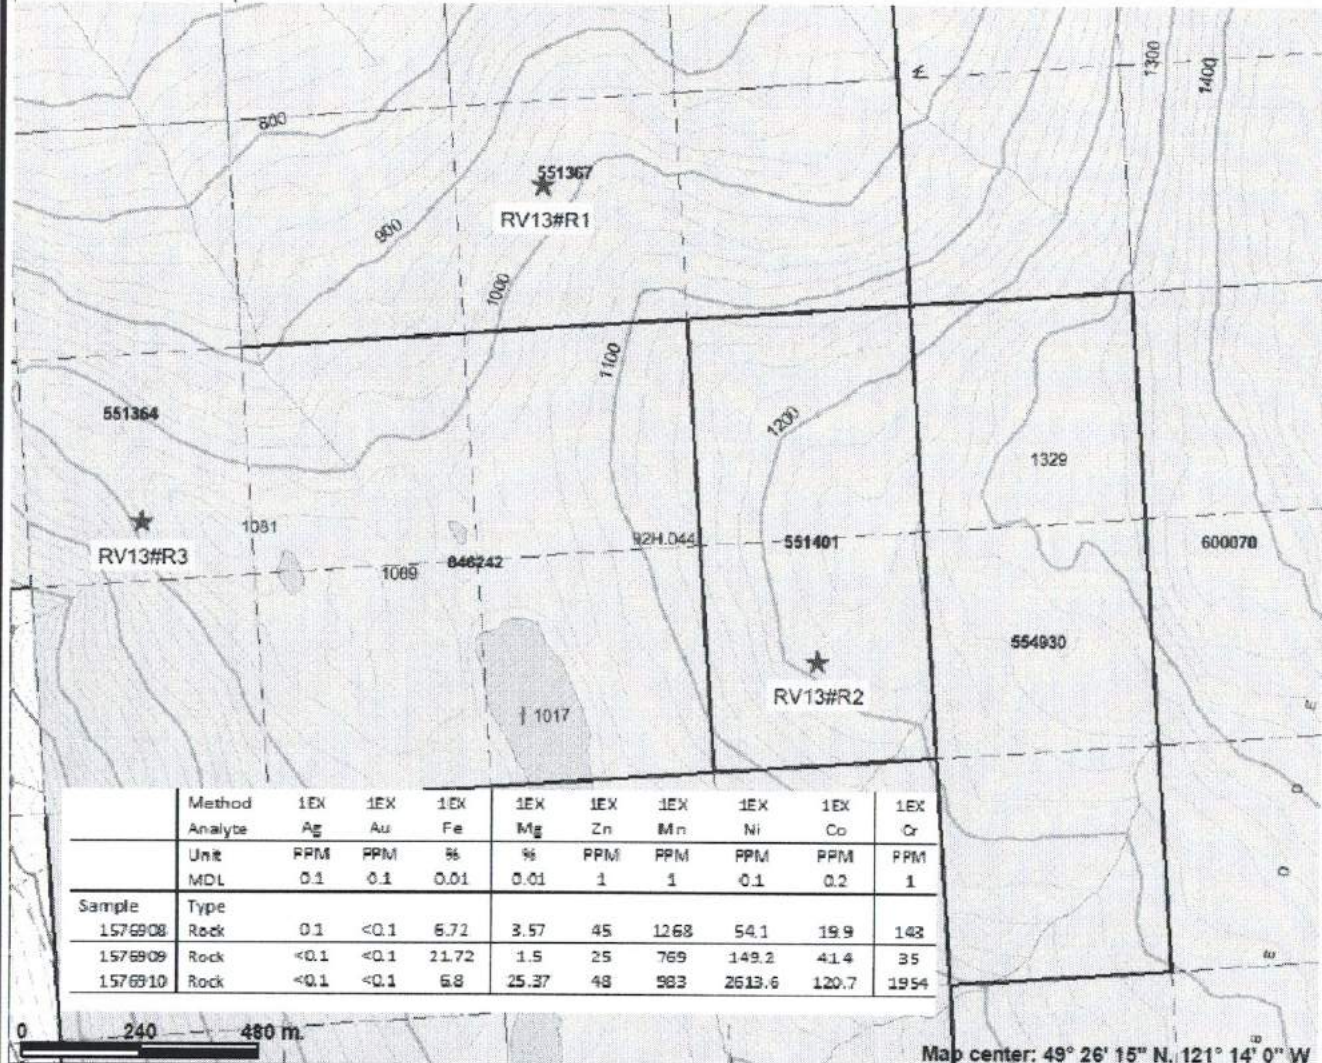 1300
1400
800
551367
RV13#R1
900
1000
1100
551364
1200
1329
RV13#R3
1081
92H.044
551401
600070
1089
846242
554930
RV13#R2
1017
Method 1EX 1EX 1EX 1EX 1EX 1EX 1EX 1EX 1EX
Analyte Ag Au Fe Mg Zn Mn Ni Co Cr
Unit PPM PPM % % PPM PPM PPM PPM PPM
MDL 0.1 0.1 0.01 0.01 1 1 0.1 0.2 1
Sample Type
1576908 Rock 0.1 <0.1 6.72 3.57 45 1268 54.1 19.9 143
1576909 Rock <0.1 <0.1 21.72 1.5 25 769 149.2 41.4 35
1576910 Rock <0.1 <0.1 6.8 25.37 48 983 2613.6 120.7 1954
0 240 480 m.
Map center: 49° 26' 15" N, 121° 14' 0" W